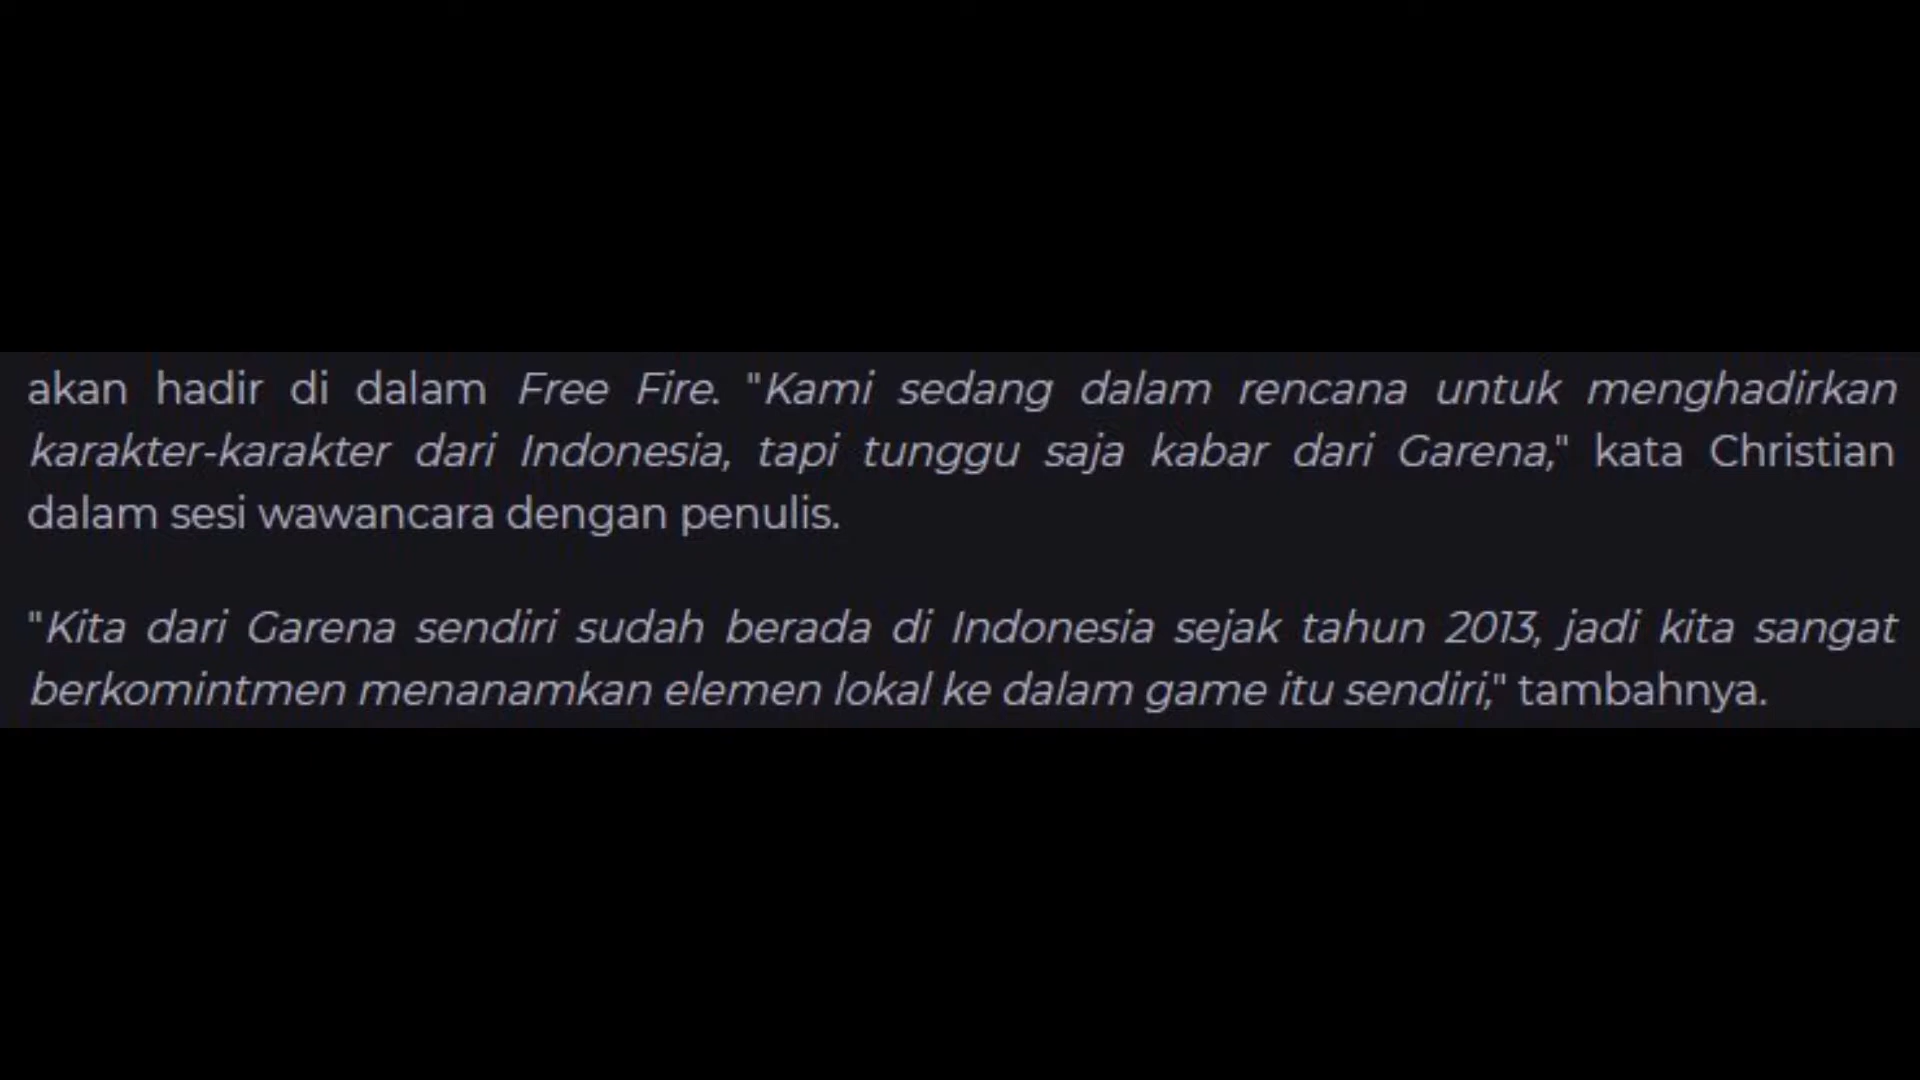 akan hadir di dalam Free Fire. "Kami sedang dalam rencana untuk menghadirkan
karakter-karakter dari Indonesia, tapi tunggu saja kabar dari Garena," kata Christian
dalam sesi wawancara dengan penulis.
"Kita dari Garena sendiri sudah berada di Indonesia sejak tahun 2013, jadi kita sangat
berkomintmen menanamkan elemen lokal ke dalam game itu sendiri," tambahnya.